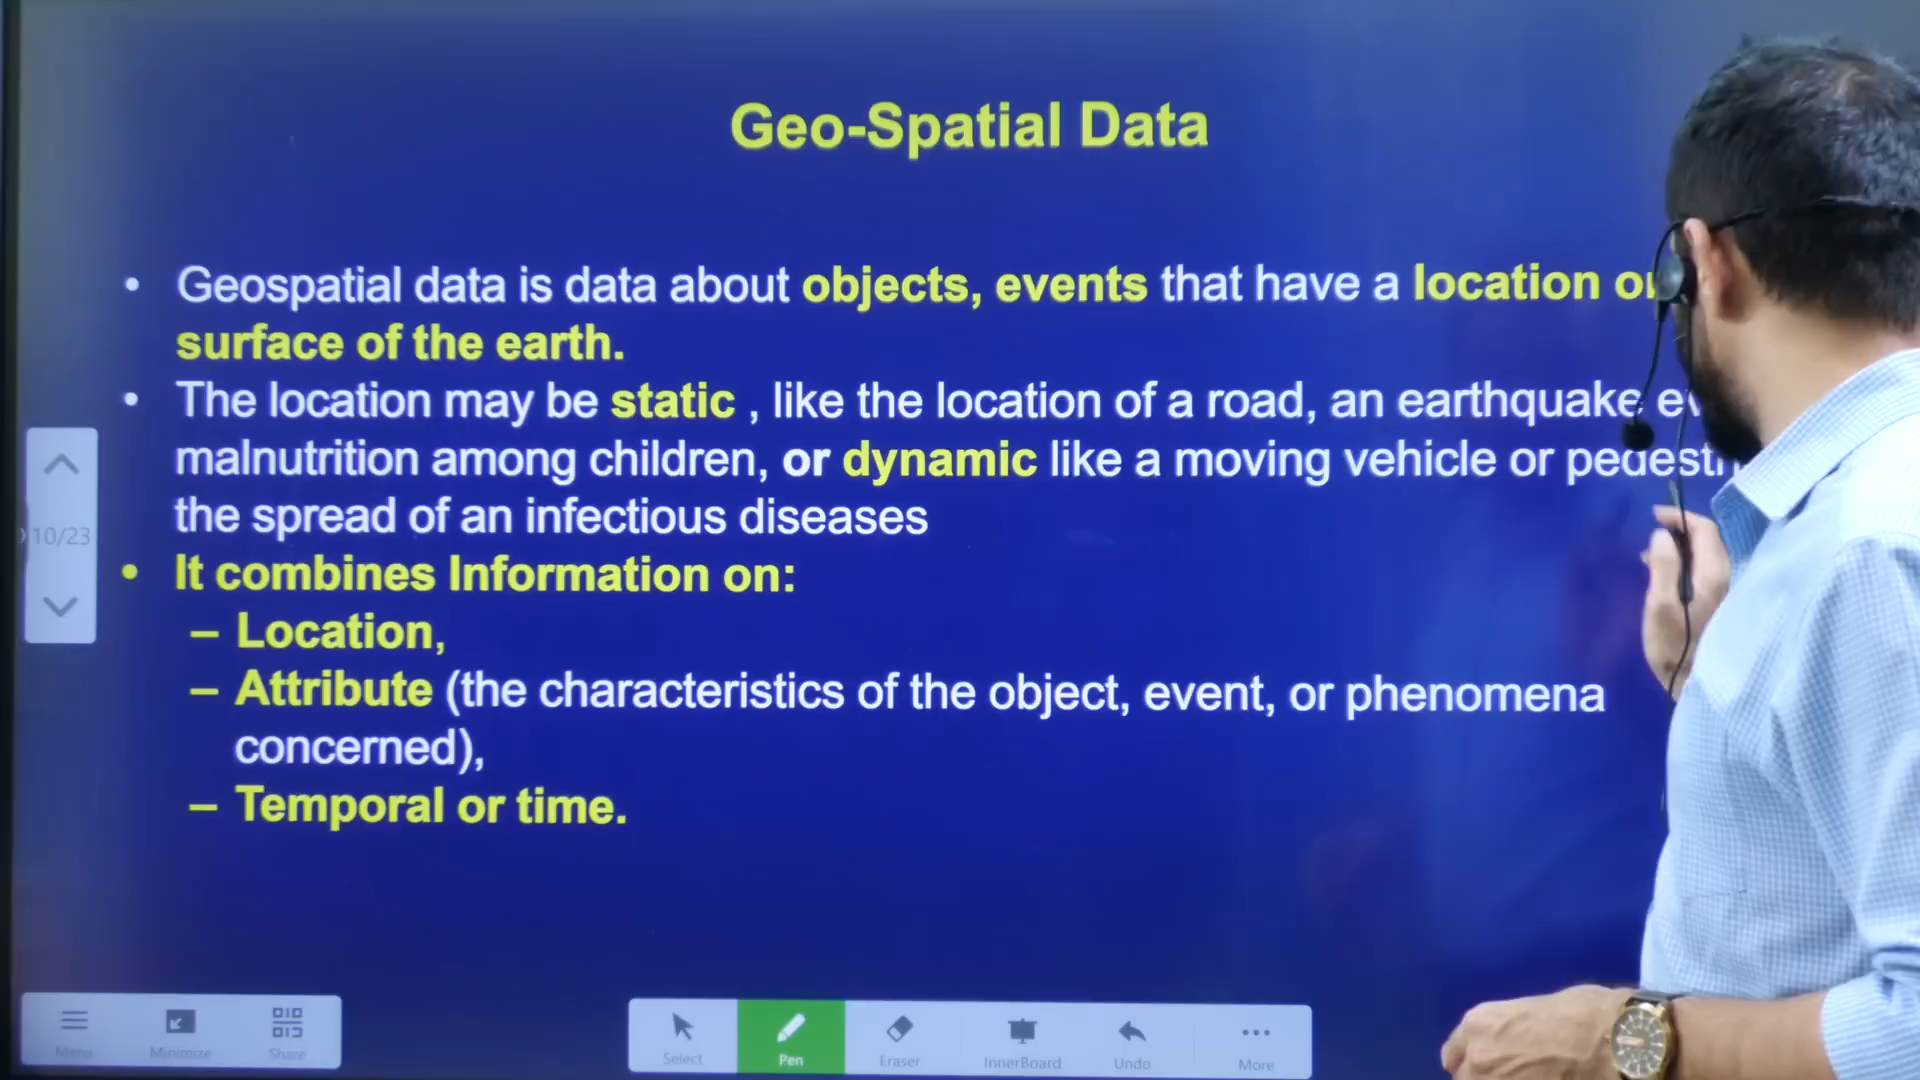 Geo-Spatial Data
• Geospatial data is data about objects, events that have a location
surface of the earth.
• The location may be static , like the location of a road, an earthquake
malnutrition among children, or dynamic like a moving vehicle or
the spread of an infectious diseases
• It combines Information on:
– Location,
– Attribute (the characteristics of the object, event, or phenomena
concerned),
– Temporal or time.
10/23
Menu Minimize Share
Select Pen Eraser InnerBoard Undo More